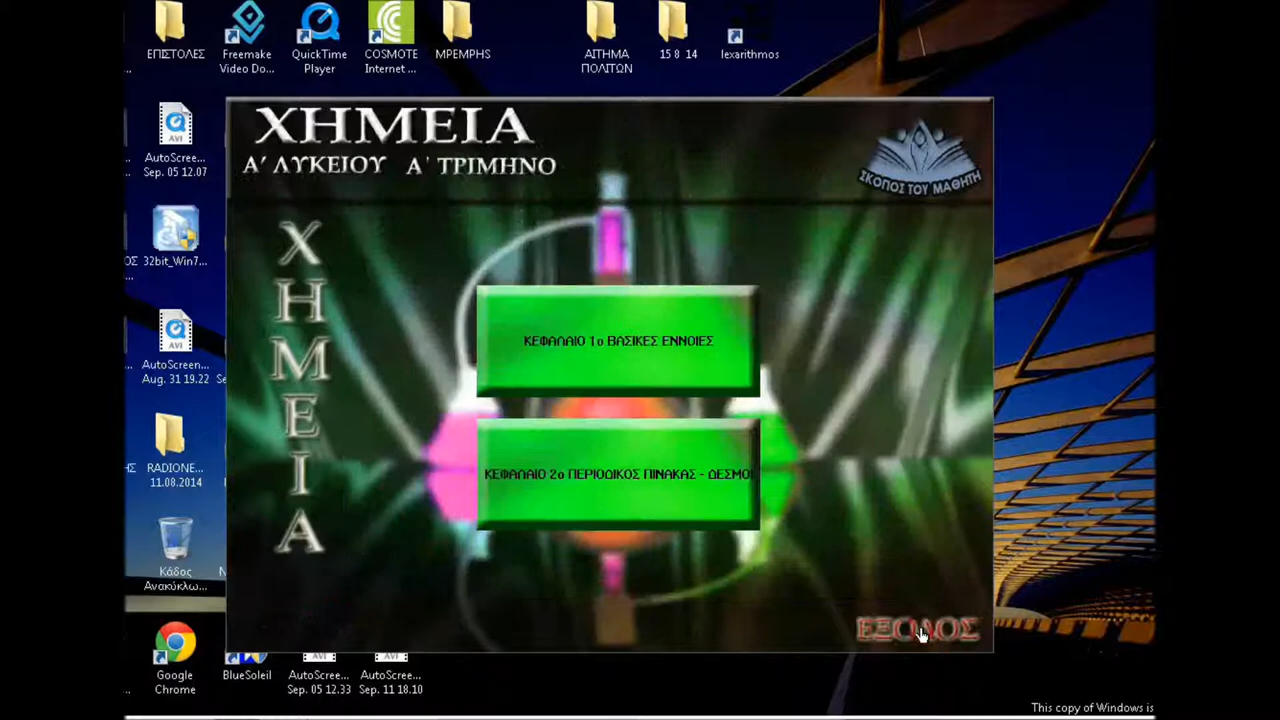 ΕΠΙΣΤΟΛΕΣ
Freemake
Video Do...
QuickTime
Player
COSMOTE
Internet ...
MPEMPHS
ΑΙΤΗΜΑ
ΠΟΛΙΤΩΝ
15 8 14
lexarithmos
AutoScree...
Sep. 05 12.07
32bit_Win7...
AutoScreen...
Aug. 31 19.22
RADIONE...
11.08.2014
Κάδος
Ανακύκλω...
Google
Chrome
BlueSoleil
AutoScree...
Sep. 05 12.33
AutoScree...
Sep. 11 18.10
ΧΗΜΕΙΑ
Α΄ ΛΥΚΕΙΟΥ Α΄ ΤΡΙΜΗΝΟ
ΣΚΟΠΟΣ ΤΟΥ ΜΑΘΗΤΗ
Χ
Η
Μ
Ε
Ι
Α
ΚΕΦΑΛΑΙΟ 1ο ΒΑΣΙΚΕΣ ΕΝΝΟΙΕΣ
ΚΕΦΑΛΑΙΟ 2ο ΠΕΡΙΟΔΙΚΟΣ ΠΙΝΑΚΑΣ - ΔΕΣΜΟΙ
ΕΞΟΔΟΣ
This copy of Windows is